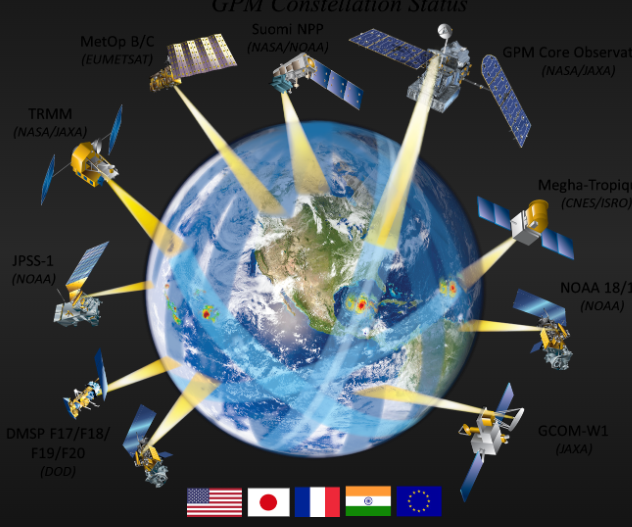 GPM Constellation Status
MetOp B/C
(EUMETSAT)
Suomi NPP
(NASA/NOAA)
GPM Core Observat
(NASA/JAXA)
TRMM
(NASA/JAXA)
Megha-Tropiqu
(CNES/ISRO)
JPSS-1
(NOAA)
NOAA 18/1
(NOAA)
DMSP F17/F18/
F19/F20
(DOD)
GCOM-W1
(JAXA)